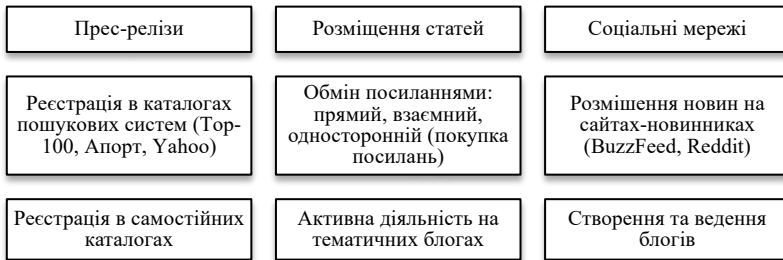 Прес-релізи
Розміщення статей
Соціальні мережі
Реєстрація в каталогах
пошукових систем (Top-
100, Апорт, Yahoo)
Обмін посиланнями:
прямий, взаємний,
односторонній (покупка
посилань)
Розмішення новин на
сайтах-новинниках
(BuzzFeed, Reddit)
Реєстрація в самостійних
каталогах
Активна діяльність на
тематичних блогах
Створення та ведення
блогів